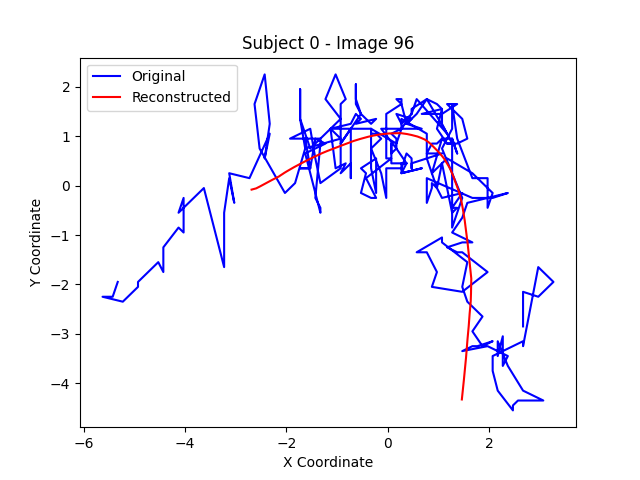 Subject 0 - Image 96
Original
Reconstructed
Y Coordinate
2
1
0
−1
−2
−3
−4
−6
−4
−2
0
2
X Coordinate